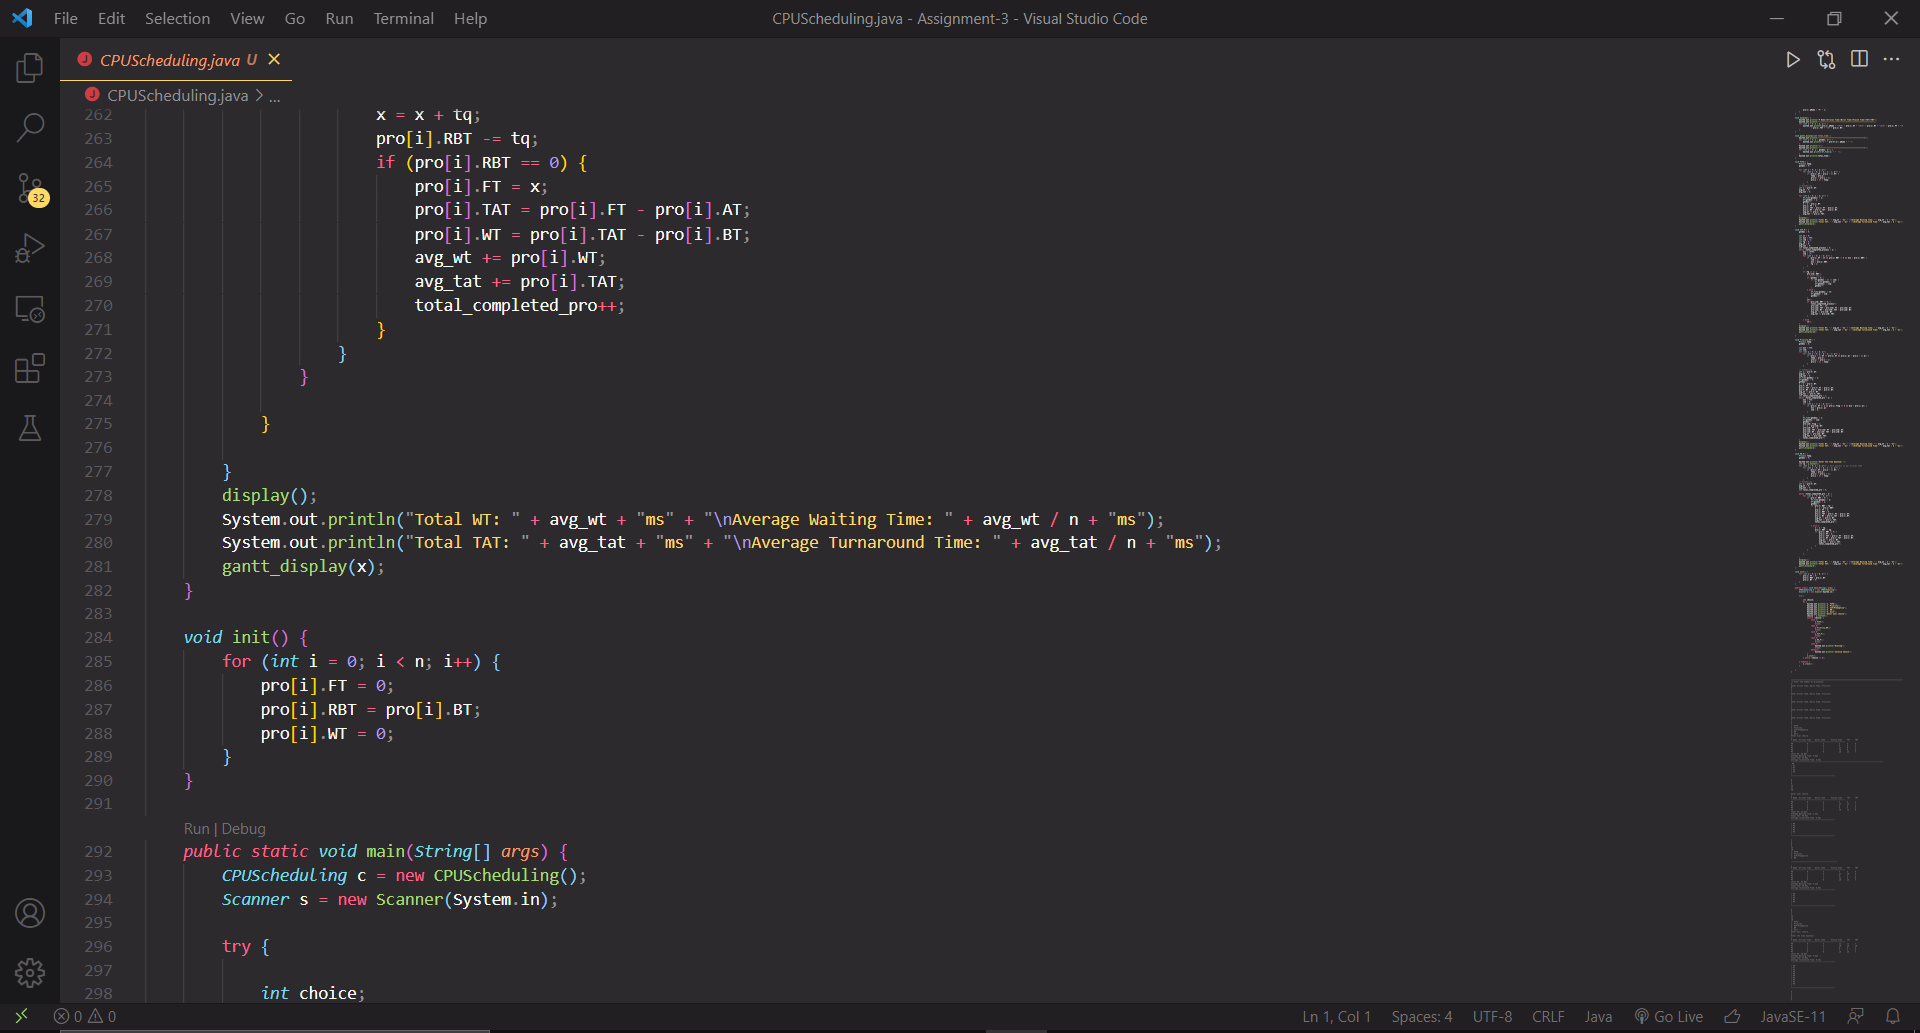 File Edit Selection View Go Run Terminal Help CPUScheduling.java - Assignment-3 - Visual Studio Code
CPUScheduling.java U
CPUScheduling.java > ...
262 x = x + tq;
263 pro[i].RBT -= tq;
264 if (pro[i].RBT == 0) {
265 pro[i].FT = x;
266 pro[i].TAT = pro[i].FT - pro[i].AT;
267 pro[i].WT = pro[i].TAT - pro[i].BT;
268 avg_wt += pro[i].WT;
269 avg_tat += pro[i].TAT;
270 total_completed_pro++;
271 }
272 }
273 }
274
275 }
276
277 }
278 display();
279 System.out.println("Total WT: " + avg_wt + "ms" + "\nAverage Waiting Time: " + avg_wt / n + "ms");
280 System.out.println("Total TAT: " + avg_tat + "ms" + "\nAverage Turnaround Time: " + avg_tat / n + "ms");
281 gantt_display(x);
282 }
283
284 void init() {
285 for (int i = 0; i < n; i++) {
286 pro[i].FT = 0;
287 pro[i].RBT = pro[i].BT;
288 pro[i].WT = 0;
289 }
290 }
291
Run | Debug
292 public static void main(String[] args) {
293 CPUScheduling c = new CPUScheduling();
294 Scanner s = new Scanner(System.in);
295
296 try {
297
298 int choice;
32
0 0 Ln 1, Col 1 Spaces: 4 UTF-8 CRLF Java Go Live JavaSE-11